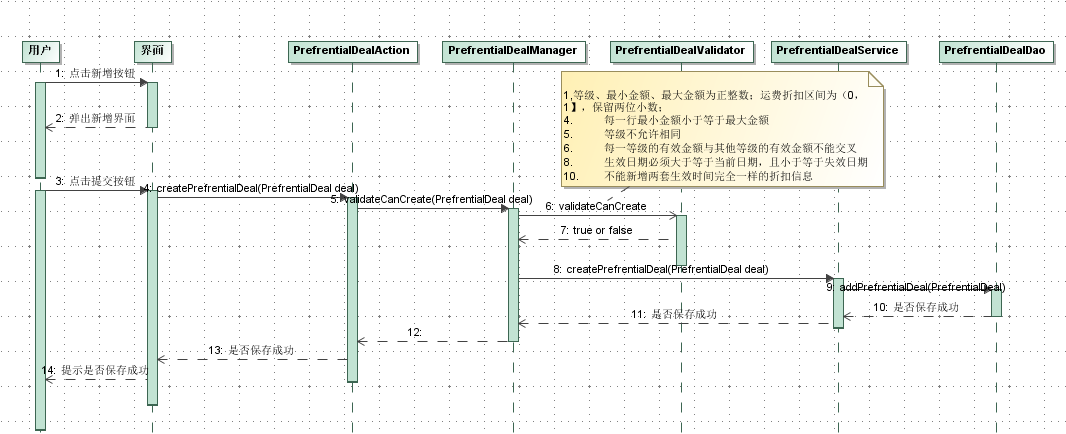 用户
界面
PrefrentialDealAction
PrefrentialDealManager
PrefrentialDealValidator
PrefrentialDealService
PrefrentialDealDao
1: 点击新增按钮
2: 弹出新增界面
1,等级、最小金额、最大金额为正整数；运费折扣区间为（0，
1】，保留两位小数；
4. 每一行最小金额小于等于最大金额
5. 等级不允许相同
6. 每一等级的有效金额与其他等级的有效金额不能交叉
8. 生效日期必须大于等于当前日期，且小于等于失效日期
10. 不能新增两套生效时间完全一样的折扣信息
3: 点击提交按钮
4: createPrefrentialDeal(PrefrentialDeal deal)
5: validateCanCreate(PrefrentialDeal deal)
6: validateCanCreate
7: true or false
8: createPrefrentialDeal(PrefrentialDeal deal)
9: addPrefrentialDeal(PrefrentialDeal)
10: 是否保存成功
11: 是否保存成功
12:
13: 是否保存成功
14: 提示是否保存成功